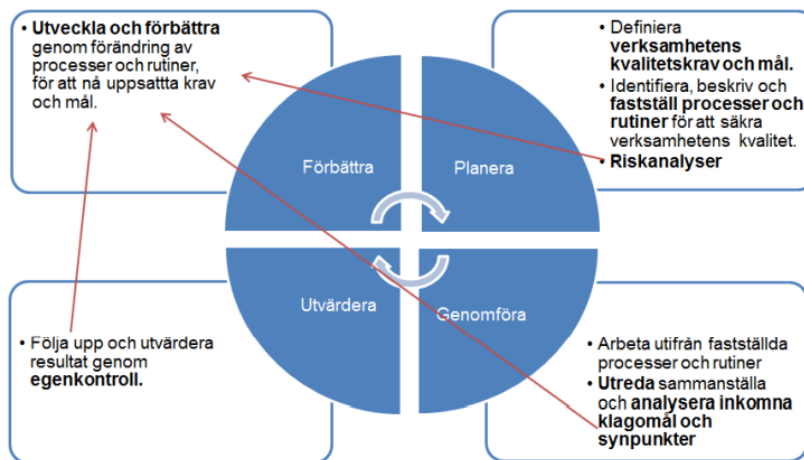 • Utveckla och förbättra
genom förändring av
processer och rutiner,
för att nå uppsattta krav
och mål.
• Definiera
verksamhetens
kvalitetskrav och mål.
• Identifiera, beskriv och
fastställ processer och
rutiner för att säkra
verksamhetens kvalitet.
• Riskanalyser
Förbättra
Planera
Utvärdera
Genomföra
• Följa upp och utvärdera
resultat genom
egenkontroll.
• Arbeta utifrån fastställda
processer och rutiner
• Utreda sammanställa
och analysera inkomna
klagomål och
synpunkter